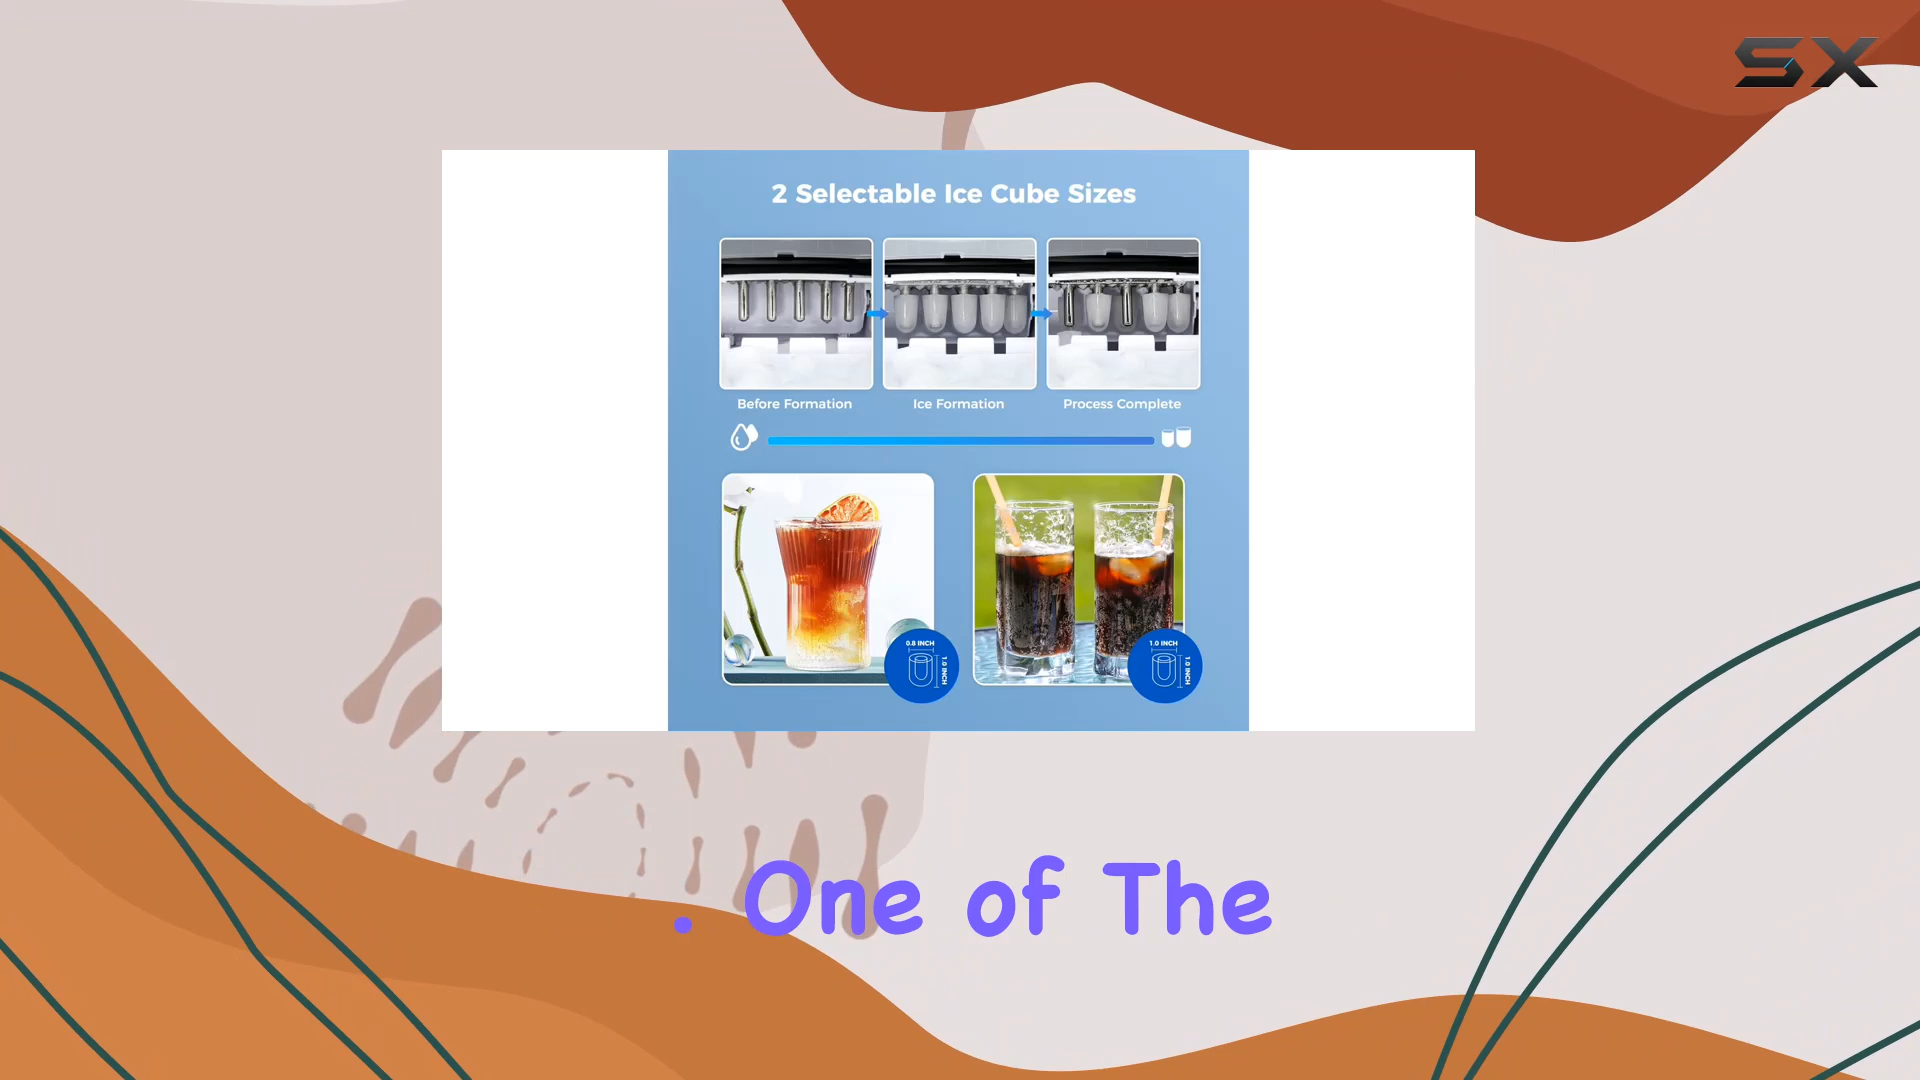 SX
2 Selectable Ice Cube Sizes
Before Formation
Ice Formation
Process Complete
0.8 INCH
1.0 INCH
1.0 INCH
1.0 INCH
. One of The